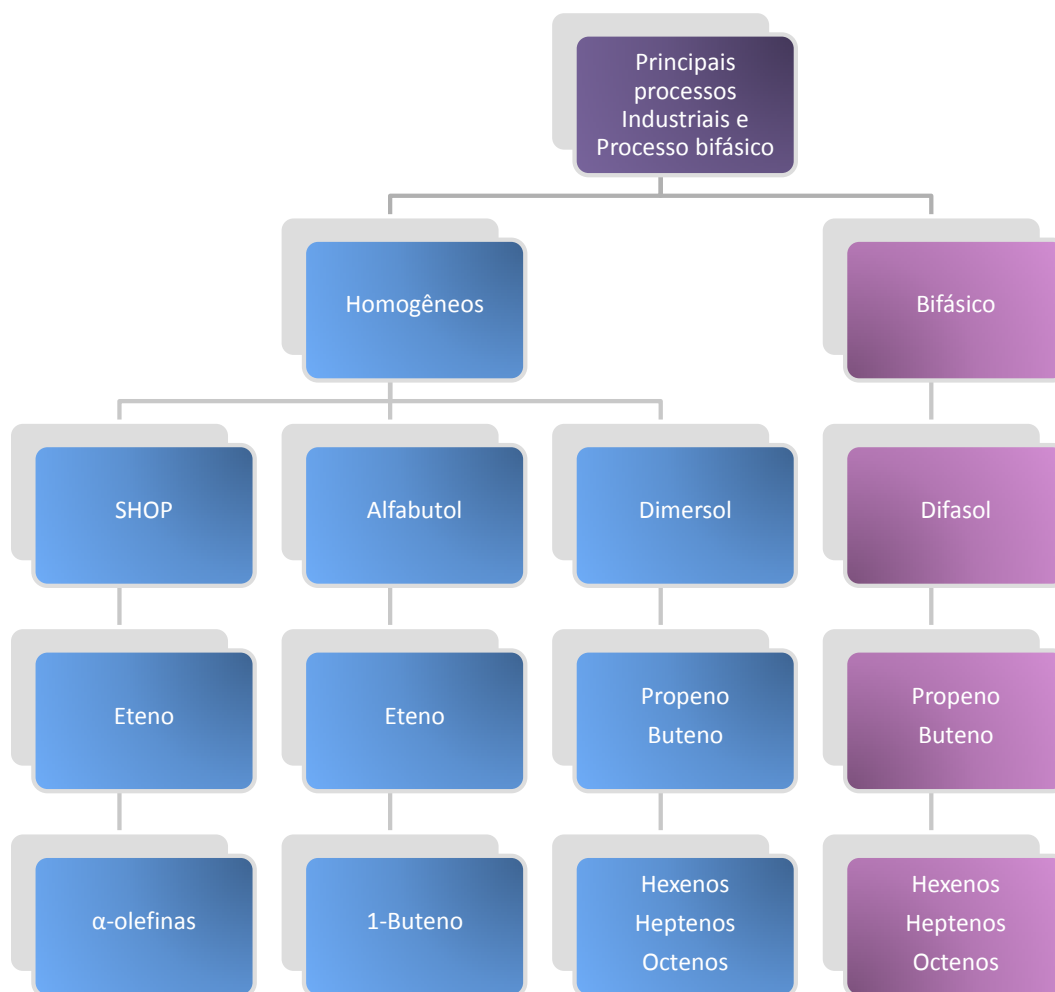 Principais
processos
Industriais e
Processo bifásico
Homogêneos
Bifásico
SHOP
Alfabutol
Dimersol
Difasol
Eteno
Eteno
Propeno
Buteno
Propeno
Buteno
α-olefinas
1-Buteno
Hexenos
Heptenos
Octenos
Hexenos
Heptenos
Octenos